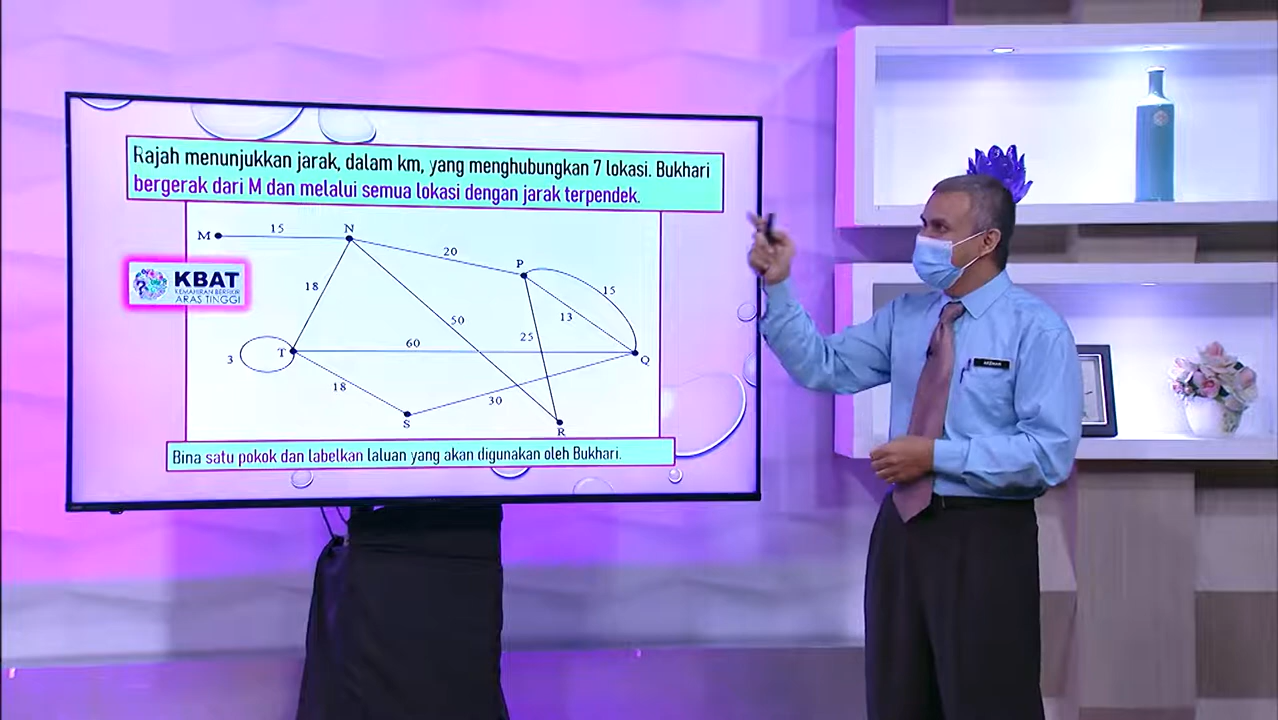 Rajah menunjukkan jarak, dalam km, yang menghubungkan 7 lokasi. Bukhari
bergerak dari M dan melalui semua lokasi dengan jarak terpendek.
M
15
N
20
P
KBAT
KEMAHIRAN BERFIKIR
ARAS TINGGI
18
15
50
13
25
3
T
60
Q
18
30
S
R
Bina satu pokok dan labelkan laluan yang akan digunakan oleh Bukhari.